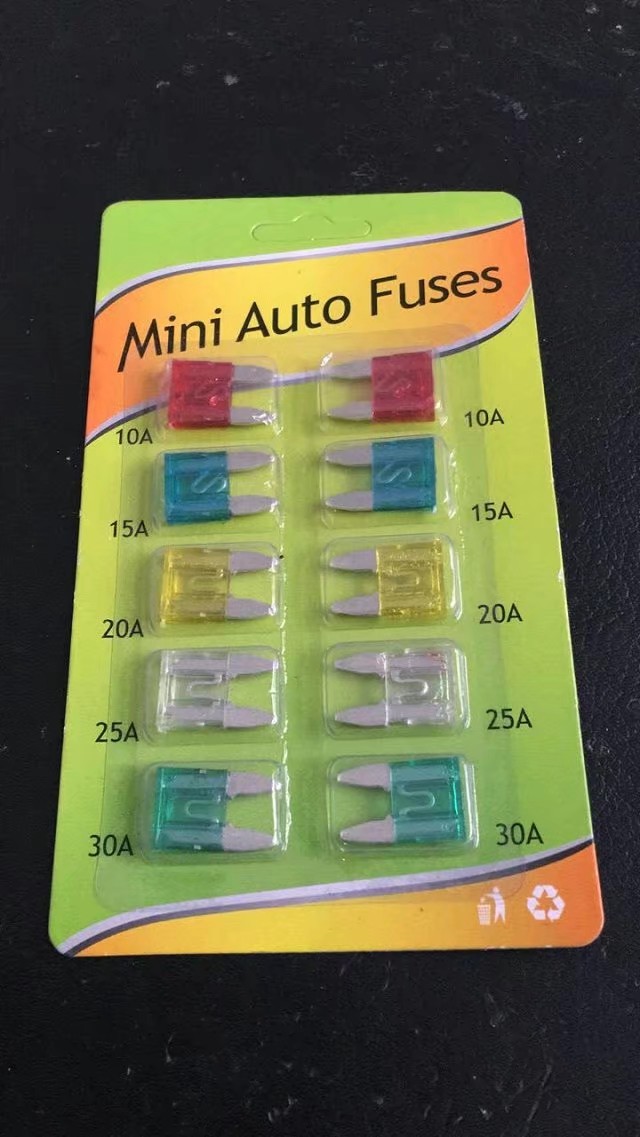 Mini Auto Fuses
10A 10A
15A 15A
20A 20A
25A 25A
30A 30A